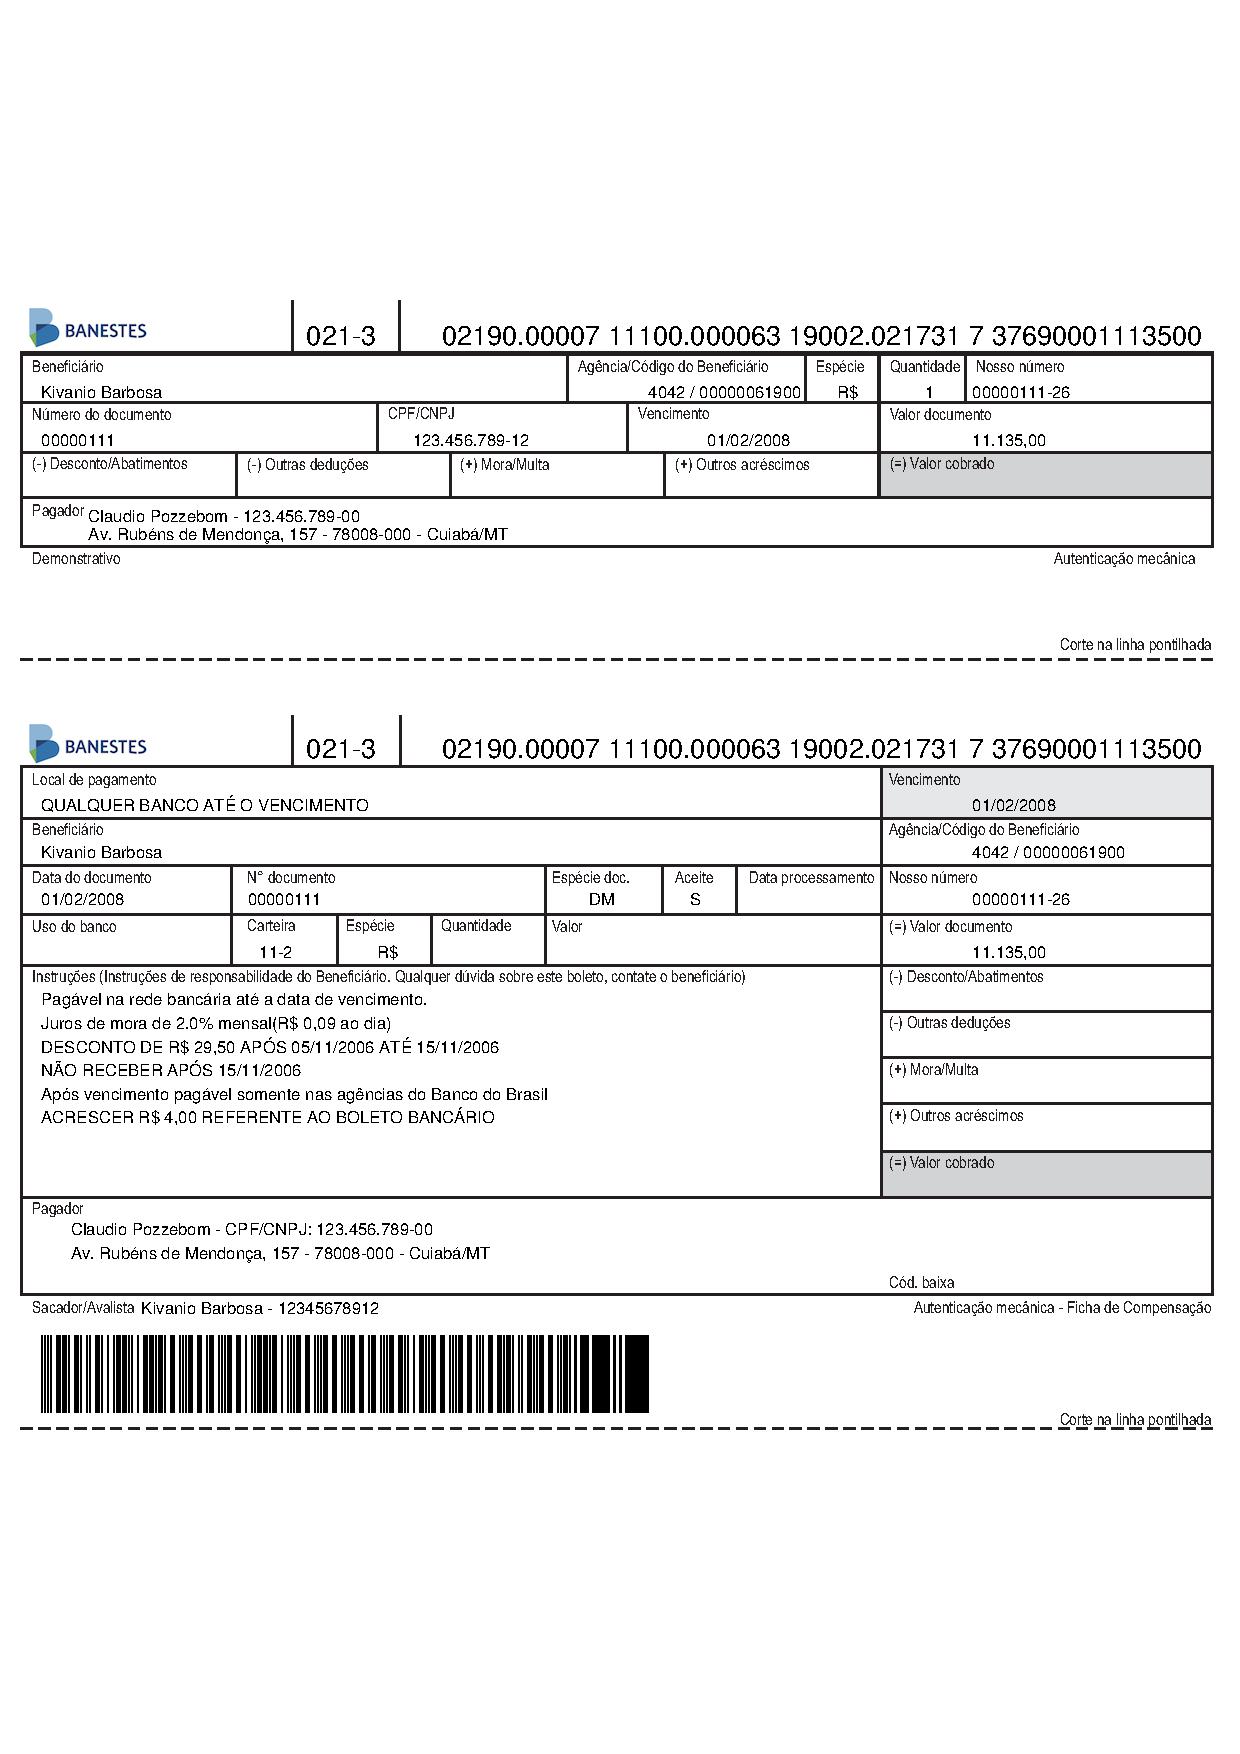 BANESTES 021-3 02190.00007 11100.000063 19002.021731 7 37690001113500
Beneficiário Agência/Código do Beneficiário Espécie Quantidade Nosso número
Kivanio Barbosa 4042 / 00000061900 R$ 1 00000111-26
Número do documento CPF/CNPJ Vencimento Valor documento
00000111 123.456.789-12 01/02/2008 11.135,00
(-) Desconto/Abatimentos (-) Outras deduções (+) Mora/Multa (+) Outros acréscimos (=) Valor cobrado
Pagador Claudio Pozzebom - 123.456.789-00
Av. Rubéns de Mendonça, 157 - 78008-000 - Cuiabá/MT
Demonstrativo Autenticação mecânica
Corte na linha pontilhada
BANESTES 021-3 02190.00007 11100.000063 19002.021731 7 37690001113500
Local de pagamento Vencimento
QUALQUER BANCO ATÉ O VENCIMENTO 01/02/2008
Beneficiário Agência/Código do Beneficiário
Kivanio Barbosa 4042 / 00000061900
Data do documento N° documento Espécie doc. Aceite Data processamento Nosso número
01/02/2008 00000111 DM S 00000111-26
Uso do banco Carteira Espécie Quantidade Valor (=) Valor documento
11-2 R$ 11.135,00
Instruções (Instruções de responsabilidade do Beneficiário. Qualquer dúvida sobre este boleto, contate o beneficiário) (-) Desconto/Abatimentos
Pagável na rede bancária até a data de vencimento.
Juros de mora de 2.0% mensal(R$ 0,09 ao dia) (-) Outras deduções
DESCONTO DE R$ 29,50 APÓS 05/11/2006 ATÉ 15/11/2006
NÃO RECEBER APÓS 15/11/2006 (+) Mora/Multa
Após vencimento pagável somente nas agências do Banco do Brasil
ACRESCER R$ 4,00 REFERENTE AO BOLETO BANCÁRIO (+) Outros acréscimos
(=) Valor cobrado
Pagador
Claudio Pozzebom - CPF/CNPJ: 123.456.789-00
Av. Rubéns de Mendonça, 157 - 78008-000 - Cuiabá/MT
Cód. baixa
Sacador/Avalista Kivanio Barbosa - 12345678912 Autenticação mecânica - Ficha de Compensação
Corte na linha pontilhada